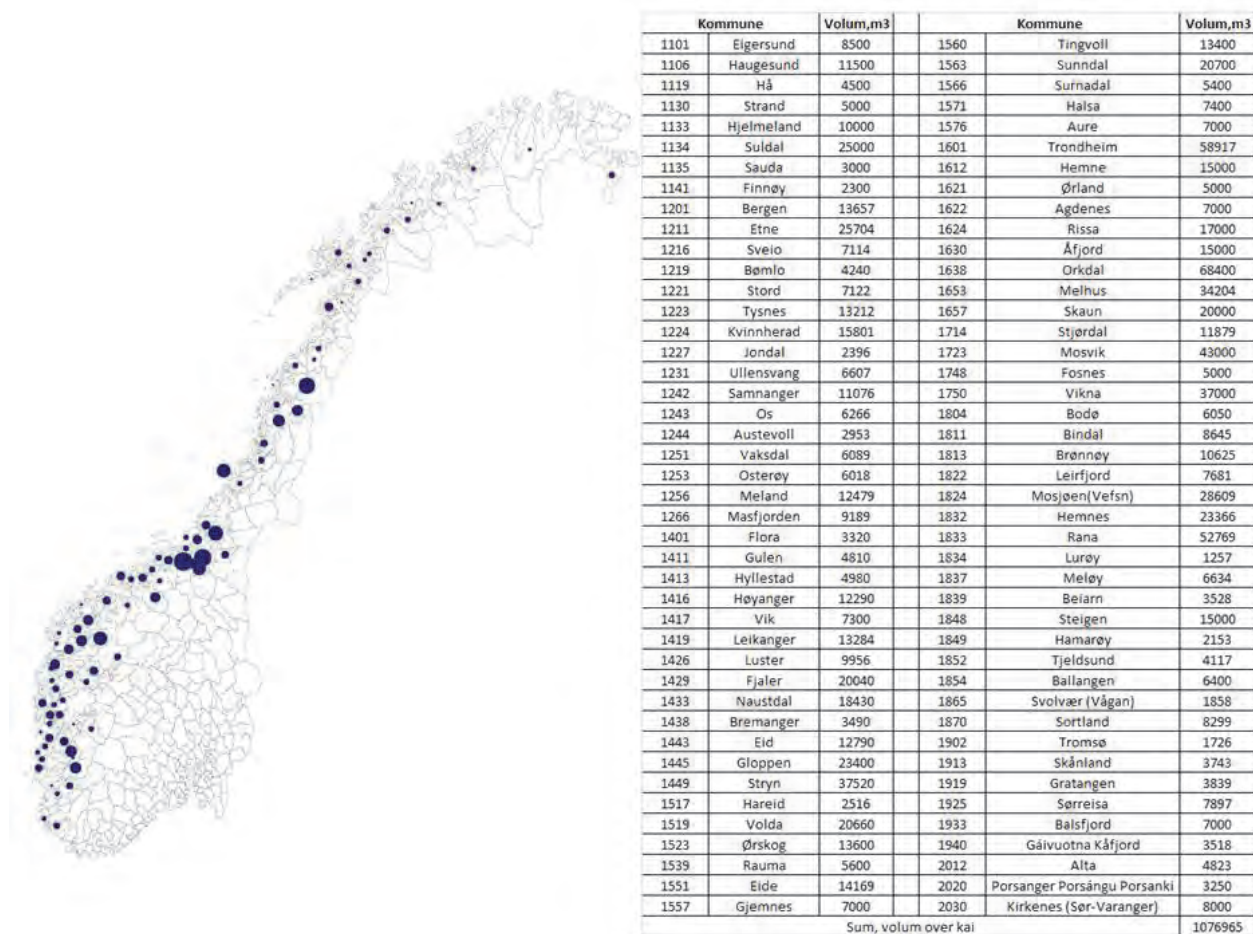 Kommune Volum,m3 Kommune Volum,m3
1101 Eigersund 8500 1560 Tingvoll 13400
1106 Haugesund 11500 1563 Sunndal 20700
1119 Hå 4500 1566 Surnadal 5400
1130 Strand 5000 1571 Halsa 7400
1133 Hjelmeland 10000 1576 Aure 7000
1134 Suldal 25000 1601 Trondheim 58917
1135 Sauda 3000 1612 Hemne 15000
1141 Finnøy 2300 1621 Ørland 5000
1201 Bergen 13657 1622 Agdenes 7000
1211 Etne 25704 1624 Rissa 17000
1216 Sveio 7114 1630 Åfjord 15000
1219 Bømlo 4240 1638 Orkdal 68400
1221 Stord 7122 1653 Melhus 34204
1223 Tysnes 13212 1657 Skaun 20000
1224 Kvinnherad 15801 1714 Stjørdal 11879
1227 Jondal 2396 1723 Mosvik 43000
1231 Ullensvang 6607 1748 Fosnes 5000
1242 Samnanger 11076 1750 Vikna 37000
1243 Os 6266 1804 Bodø 6050
1244 Austevoll 2953 1811 Bindal 8645
1251 Vaksdal 6089 1813 Brønnøy 10625
1253 Osterøy 6018 1822 Leirfjord 7681
1256 Meland 12479 1824 Mosjøen(Vefsn) 28609
1266 Masfjorden 9189 1832 Hemnes 23366
1401 Flora 3320 1833 Rana 52769
1411 Gulen 4810 1834 Lurøy 1257
1413 Hyllestad 4980 1837 Meløy 6634
1416 Høyanger 12290 1839 Beiarn 3528
1417 Vik 7300 1848 Steigen 15000
1419 Leikanger 13284 1849 Hamarøy 2153
1426 Luster 9956 1852 Tjeldsund 4117
1429 Fjaler 20040 1854 Ballangen 6400
1433 Naustdal 18430 1865 Svolvær (Vågan) 1858
1438 Bremanger 3490 1870 Sortland 8299
1443 Eid 12790 1902 Tromsø 1726
1445 Gloppen 23400 1913 Skånland 3743
1449 Stryn 37520 1919 Gratangen 3839
1517 Hareid 2516 1925 Sørreisa 7897
1519 Volda 20660 1933 Balsfjord 7000
1523 Ørskog 13600 1940 Gáivuotna Kåfjord 3518
1539 Rauma 5600 2012 Alta 4823
1551 Eide 14169 2020 Porsanger Porsángu Porsanki 3250
1557 Gjemnes 7000 2030 Kirkenes (Sør-Varanger) 8000
Sum, volum over kai 1076965